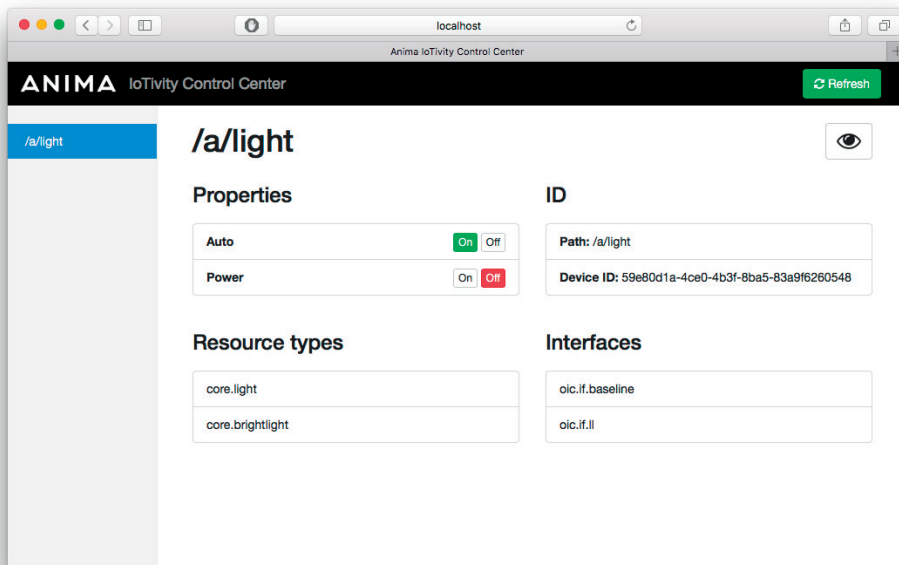 localhost
Anima IoTivity Control Center
ANIMA IoTivity Control Center
Refresh
/a/light
/a/light
Properties
Auto On Off
Power On Off
ID
Path: /a/light
Device ID: 59e80d1a-4ce0-4b3f-8ba5-83a9f6260548
Resource types
core.light
core.brightlight
Interfaces
oic.if.baseline
oic.if.ll